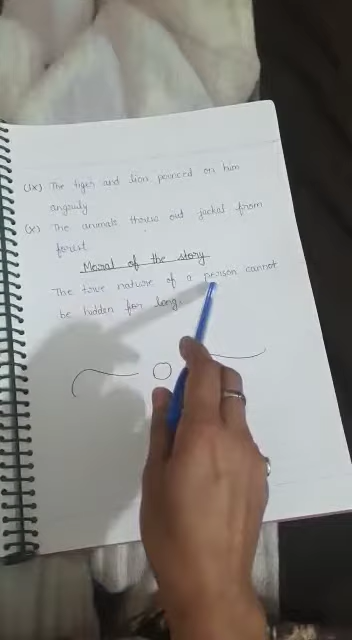 (ix) The tiger and lion pounced on him
angrily
(x) The animals throws out jackal from
forest
Moral of the story
The true nature of a person cannot
be hidden for long.